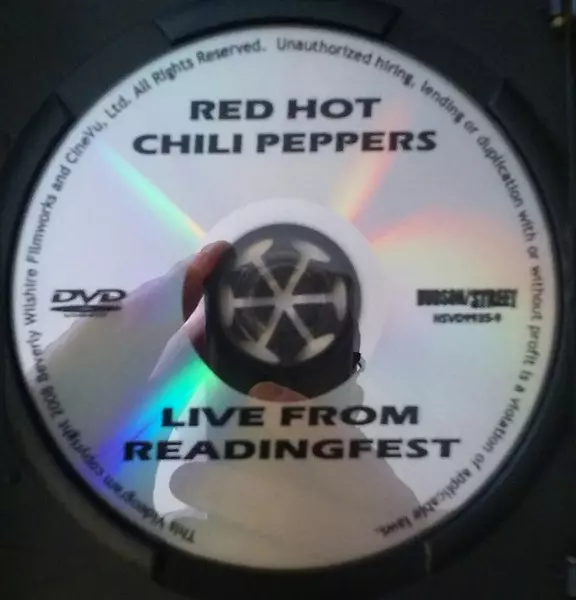 RED HOT
CHILI PEPPERS
DVD
HUDSON/STREET
LIVE FROM
READINGFEST
This videogram copyright 2008 Beverly Wilshire Filmworks and CineVu, Ltd. All Rights Reserved. Unauthorized hiring, lending or duplication with or without profit is a violation of applicable laws.